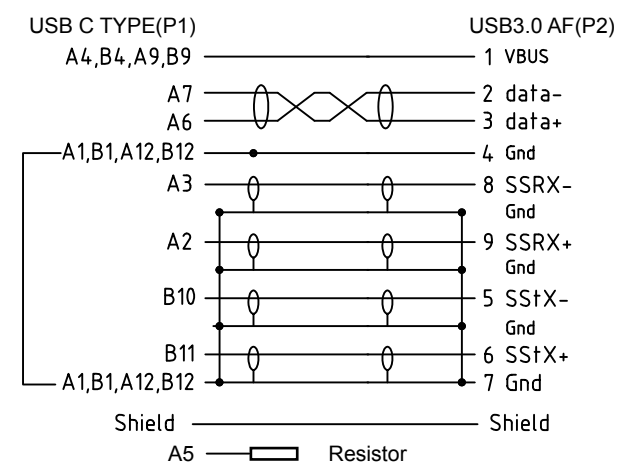 USB C TYPE(P1) USB3.0 AF(P2)
A4,B4,A9,B9 1 VBUS
A7 2 data-
A6 3 data+
A1,B1,A12,B12 4 Gnd
A3 8 SSRX-
Gnd
A2 9 SSRX+
Gnd
B10 5 SStX-
Gnd
B11 6 SStX+
A1,B1,A12,B12 7 Gnd
Shield Shield
A5 Resistor